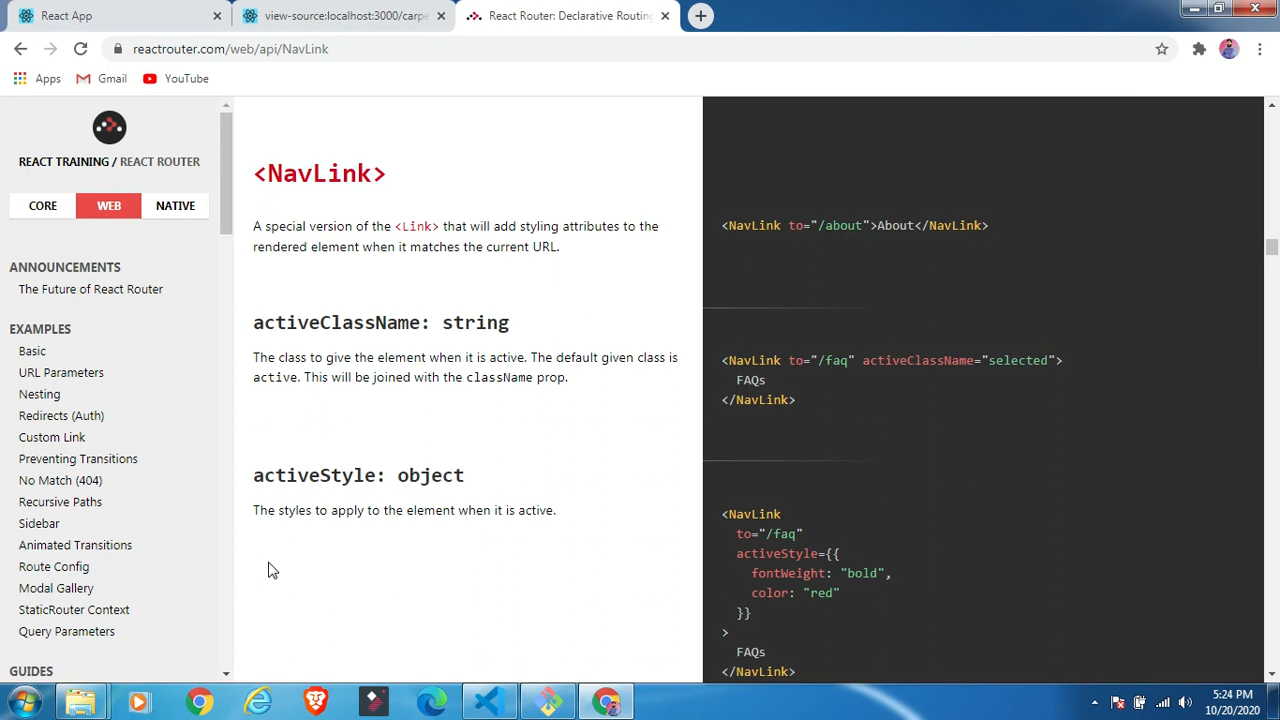 React App
view-source:localhost:3000/carpe
React Router: Declarative Routing
reactrouter.com/web/api/NavLink
Apps
Gmail
YouTube
REACT TRAINING / REACT ROUTER
CORE
WEB
NATIVE
ANNOUNCEMENTS
The Future of React Router
EXAMPLES
Basic
URL Parameters
Nesting
Redirects (Auth)
Custom Link
Preventing Transitions
No Match (404)
Recursive Paths
Sidebar
Animated Transitions
Route Config
Modal Gallery
StaticRouter Context
Query Parameters
GUIDES
<NavLink>
A special version of the <Link> that will add styling attributes to the
rendered element when it matches the current URL.
activeClassName: string
The class to give the element when it is active. The default given class is
active. This will be joined with the className prop.
activeStyle: object
The styles to apply to the element when it is active.
<NavLink to="/about">About</NavLink>
<NavLink to="/faq" activeClassName="selected">
FAQs
</NavLink>
<NavLink
to="/faq"
activeStyle={{
fontWeight: "bold",
color: "red"
}}
>
FAQs
</NavLink>
5:24 PM
10/20/2020